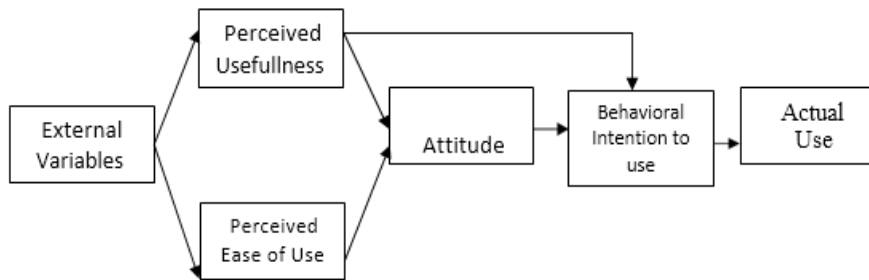 Perceived
Usefullness
External
Variables
Perceived
Ease of Use
Attitude
Behavioral
Intention to
use
Actual
Use